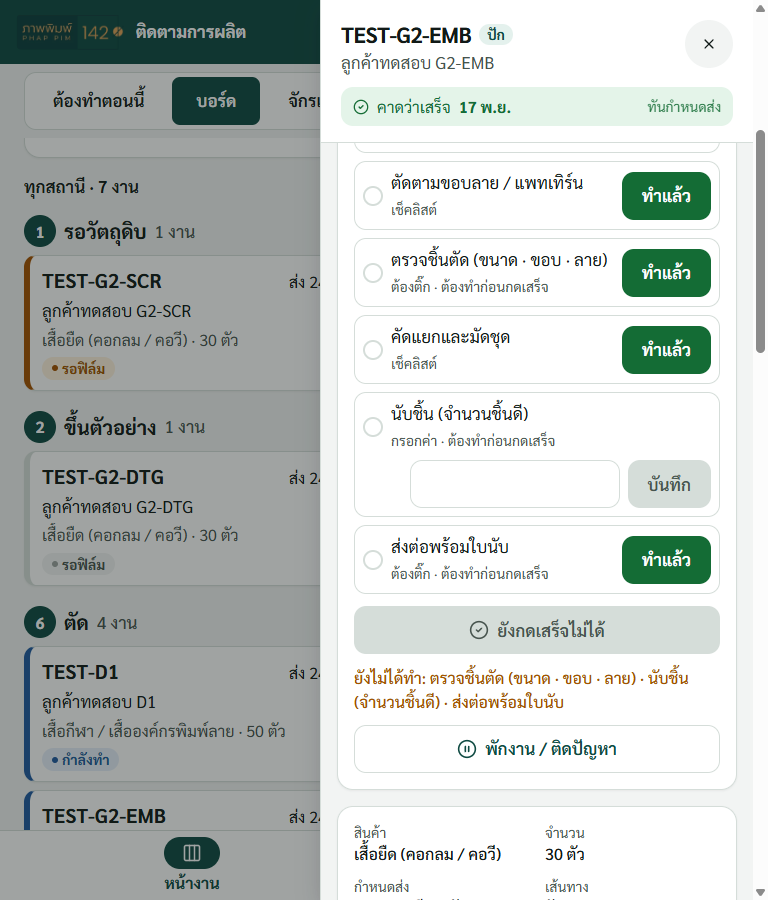 ภาพพิมพ์
PHAP PIM
142
ติดตามการผลิต
ต้องทำตอนนี้
บอร์ด
จักรเ
ทุกสถานี · 7 งาน
1 รอวัตถุดิบ 1 งาน
TEST-G2-SCR
ส่ง 24
ลูกค้าทดสอบ G2-SCR
เสื้อยืด (คอกลม / คอวี) · 30 ตัว
รอฟิล์ม
2 ขึ้นตัวอย่าง 1 งาน
TEST-G2-DTG
ส่ง 24
ลูกค้าทดสอบ G2-DTG
เสื้อยืด (คอกลม / คอวี) · 30 ตัว
รอฟิล์ม
6 ตัด 4 งาน
TEST-D1
ส่ง 24
ลูกค้าทดสอบ D1
เสื้อกีฬา / เสื้อองค์กรพิมพ์ลาย · 50 ตัว
กำลังทำ
TEST-G2-EMB
ส่ง 24
หน้างาน
TEST-G2-EMB ปัก
ลูกค้าทดสอบ G2-EMB
คาดว่าเสร็จ 17 พ.ย. ทันกำหนดส่ง
ตัดตามขอบลาย / แพทเทิร์น
เช็คลิสต์
ทำแล้ว
ตรวจชิ้นตัด (ขนาด · ขอบ · ลาย)
ต้องติ๊ก · ต้องทำก่อนกดเสร็จ
ทำแล้ว
คัดแยกและมัดชุด
เช็คลิสต์
ทำแล้ว
นับชิ้น (จำนวนชิ้นดี)
กรอกค่า · ต้องทำก่อนกดเสร็จ
บันทึก
ส่งต่อพร้อมใบนับ
ต้องติ๊ก · ต้องทำก่อนกดเสร็จ
ทำแล้ว
ยังกดเสร็จไม่ได้
ยังไม่ได้ทำ: ตรวจชิ้นตัด (ขนาด · ขอบ · ลาย) · นับชิ้น
(จำนวนชิ้นดี) · ส่งต่อพร้อมใบนับ
พักงาน / ติดปัญหา
สินค้า จำนวน
เสื้อยืด (คอกลม / คอวี) 30 ตัว
กำหนดส่ง เส้นทาง